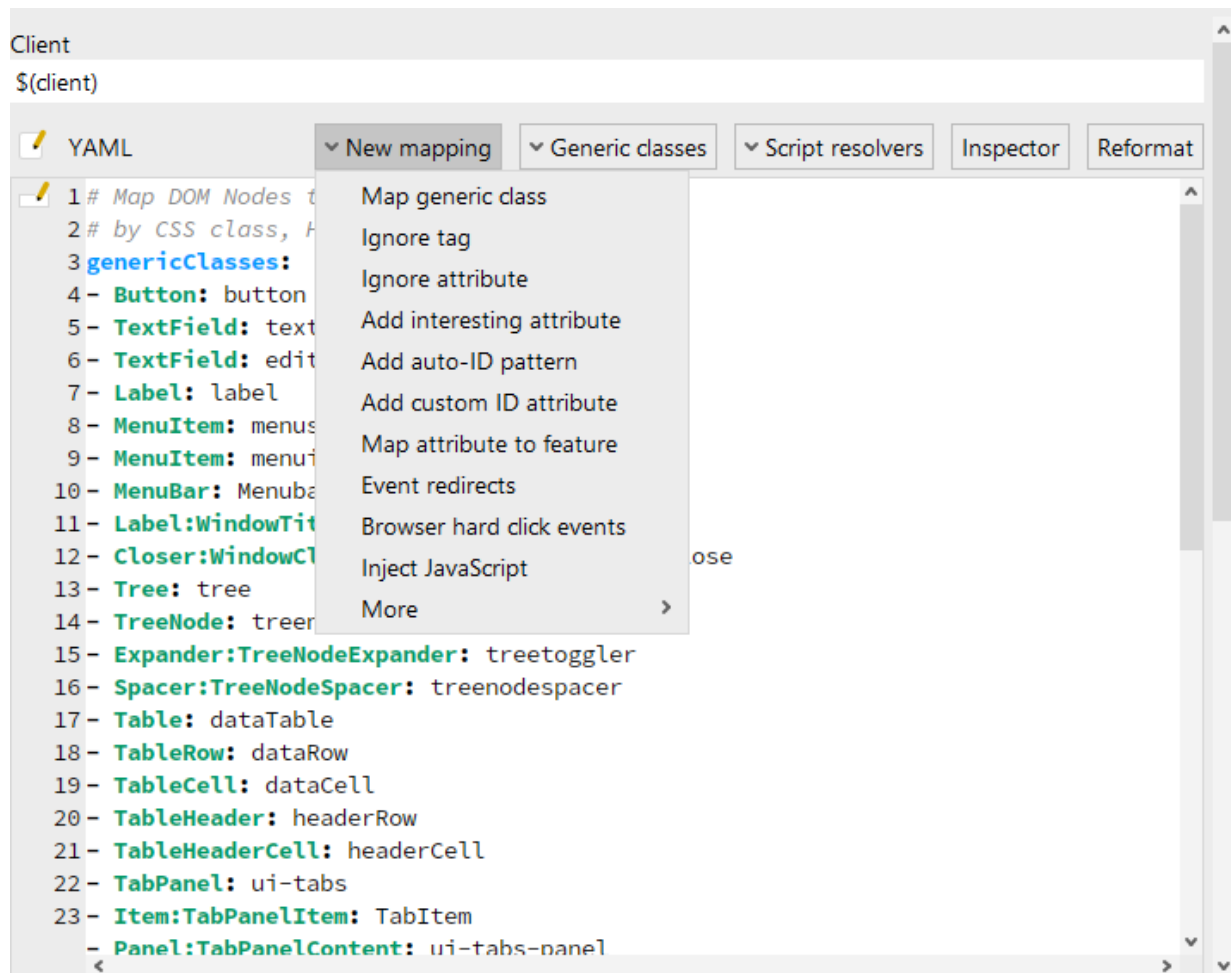 Client
$(client)
YAML New mapping Generic classes Script resolvers Inspector Reformat
1 # Map DOM Nodes
2 # by CSS class,
3 genericClasses:
4 - Button: button
5 - TextField: text
6 - TextField: edit
7 - Label: label
8 - MenuItem: menus
9 - MenuItem: menui
10 - MenuBar: Menuba
11 - Label:WindowTit
12 - Closer:WindowCl ose
13 - Tree: tree
14 - TreeNode: treen
15 - Expander:TreeNodeExpander: treetoggler
16 - Spacer:TreeNodeSpacer: treenodespacer
17 - Table: dataTable
18 - TableRow: dataRow
19 - TableCell: dataCell
20 - TableHeader: headerRow
21 - TableHeaderCell: headerCell
22 - TabPanel: ui-tabs
23 - Item:TabPanelItem: TabItem
- Panel:TabPanelContent: ui-tabs-panel
Map generic class
Ignore tag
Ignore attribute
Add interesting attribute
Add auto-ID pattern
Add custom ID attribute
Map attribute to feature
Event redirects
Browser hard click events
Inject JavaScript
More